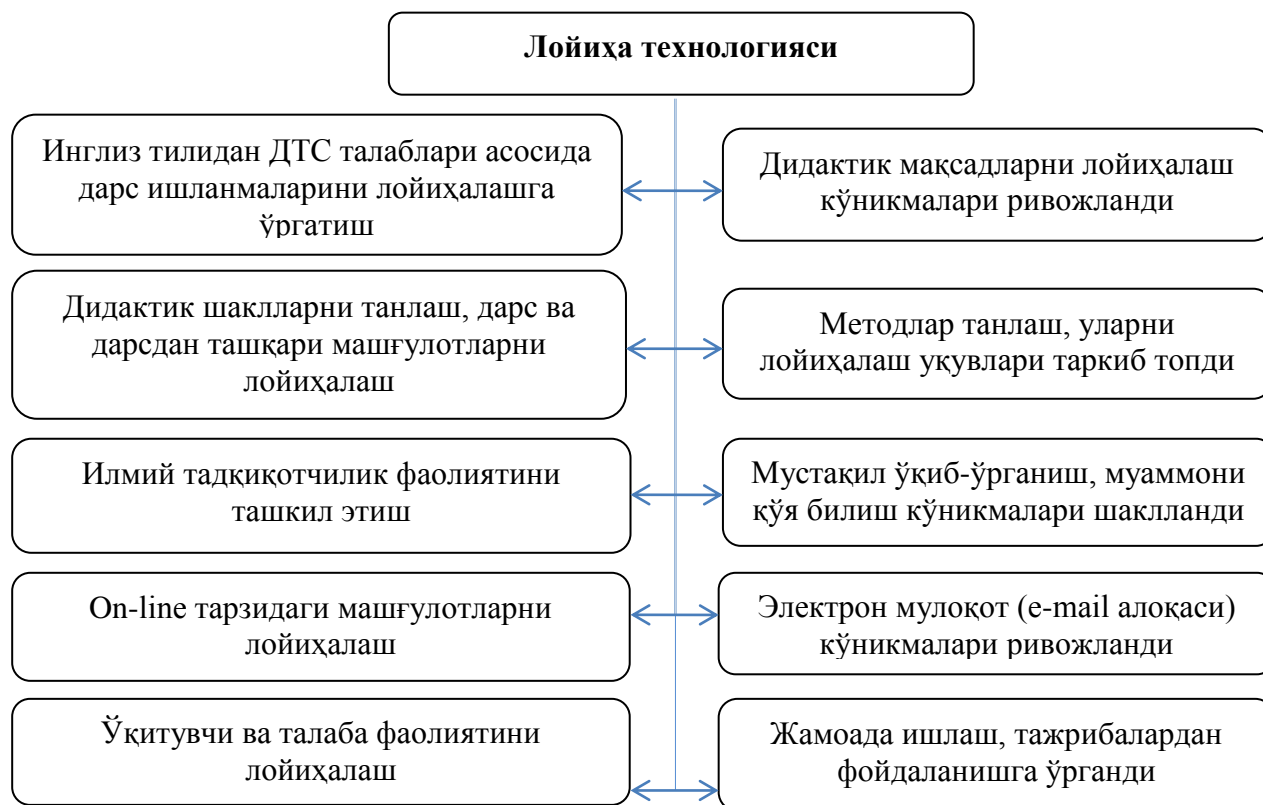 Лойиҳа технологияси
Инглиз тилидан ДТС талаблари асосида
дарс ишланмаларини лойиҳалашга
ўргатиш
Дидактик мақсадларни лойиҳалаш
кўникмалари ривожланди
Дидактик шаклларни танлаш, дарс ва
дарсдан ташқари машғулотларни
лойиҳалаш
Методлар танлаш, уларни
лойиҳалаш уқувлари таркиб топди
Илмий тадқиқотчилик фаолиятини
ташкил этиш
Мустақил ўқиб-ўрганиш, муаммони
қўя билиш кўникмалари шаклланди
On-line тарзидаги машғулотларни
лойиҳалаш
Электрон мулоқот (e-mail алоқаси)
кўникмалари ривожланди
Ўқитувчи ва талаба фаолиятини
лойиҳалаш
Жамоада ишлаш, тажрибалардан
фойдаланишга ўрганди